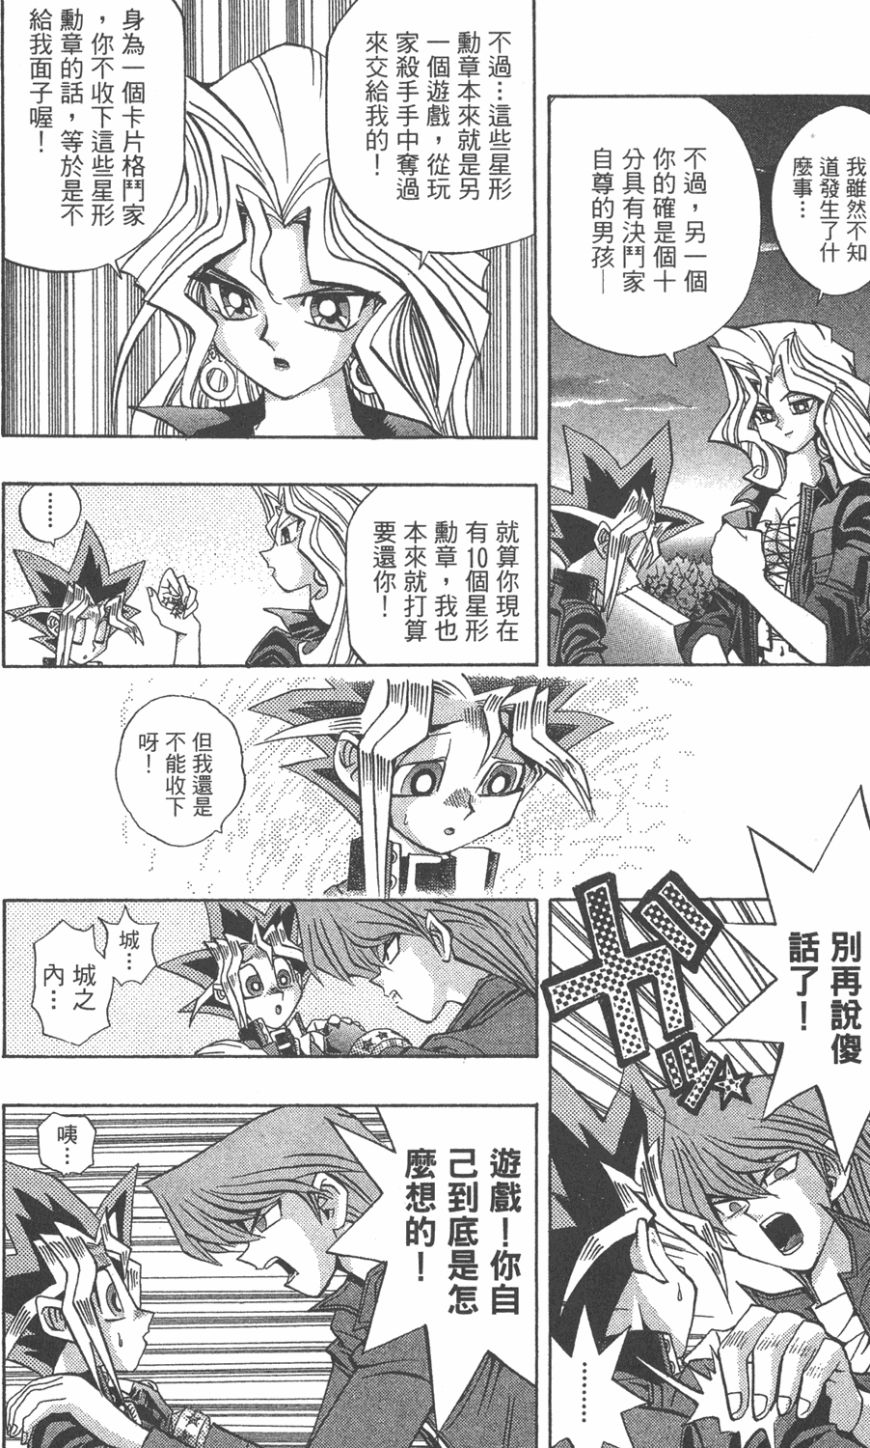 我雖然不知
道發生了什
麼事…
不過，另一個
你的確是個十
分具有決鬥家
自尊的男孩—
不過…這些星形
勳章本來就是另
一個遊戲，從玩
家殺手手中奪過
來交給我的！
身為一個卡片格鬥家
，你不收下這些星形
勳章的話，等於是不
給我面子喔！
就算你現在
有10個星形
勳章，我也
本來就打算
要還你！
……
但我還是
不能收下
呀！
別再說傻
話了！
ガッ
………
城…
城之
內…
遊戲！你自
己到底是怎
麼想的！
咦…